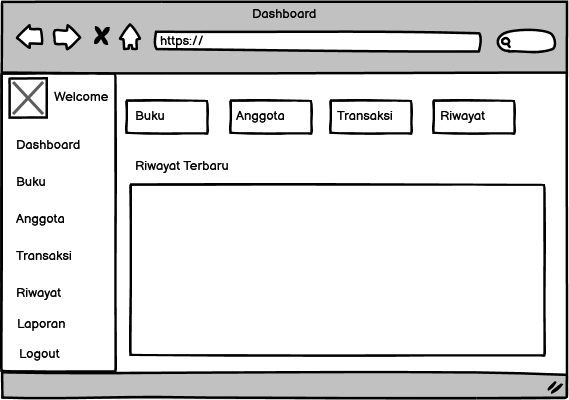 Dashboard
https://
Welcome
Dashboard
Buku
Anggota
Transaksi
Riwayat
Laporan
Logout
Buku
Anggota
Transaksi
Riwayat
Riwayat Terbaru